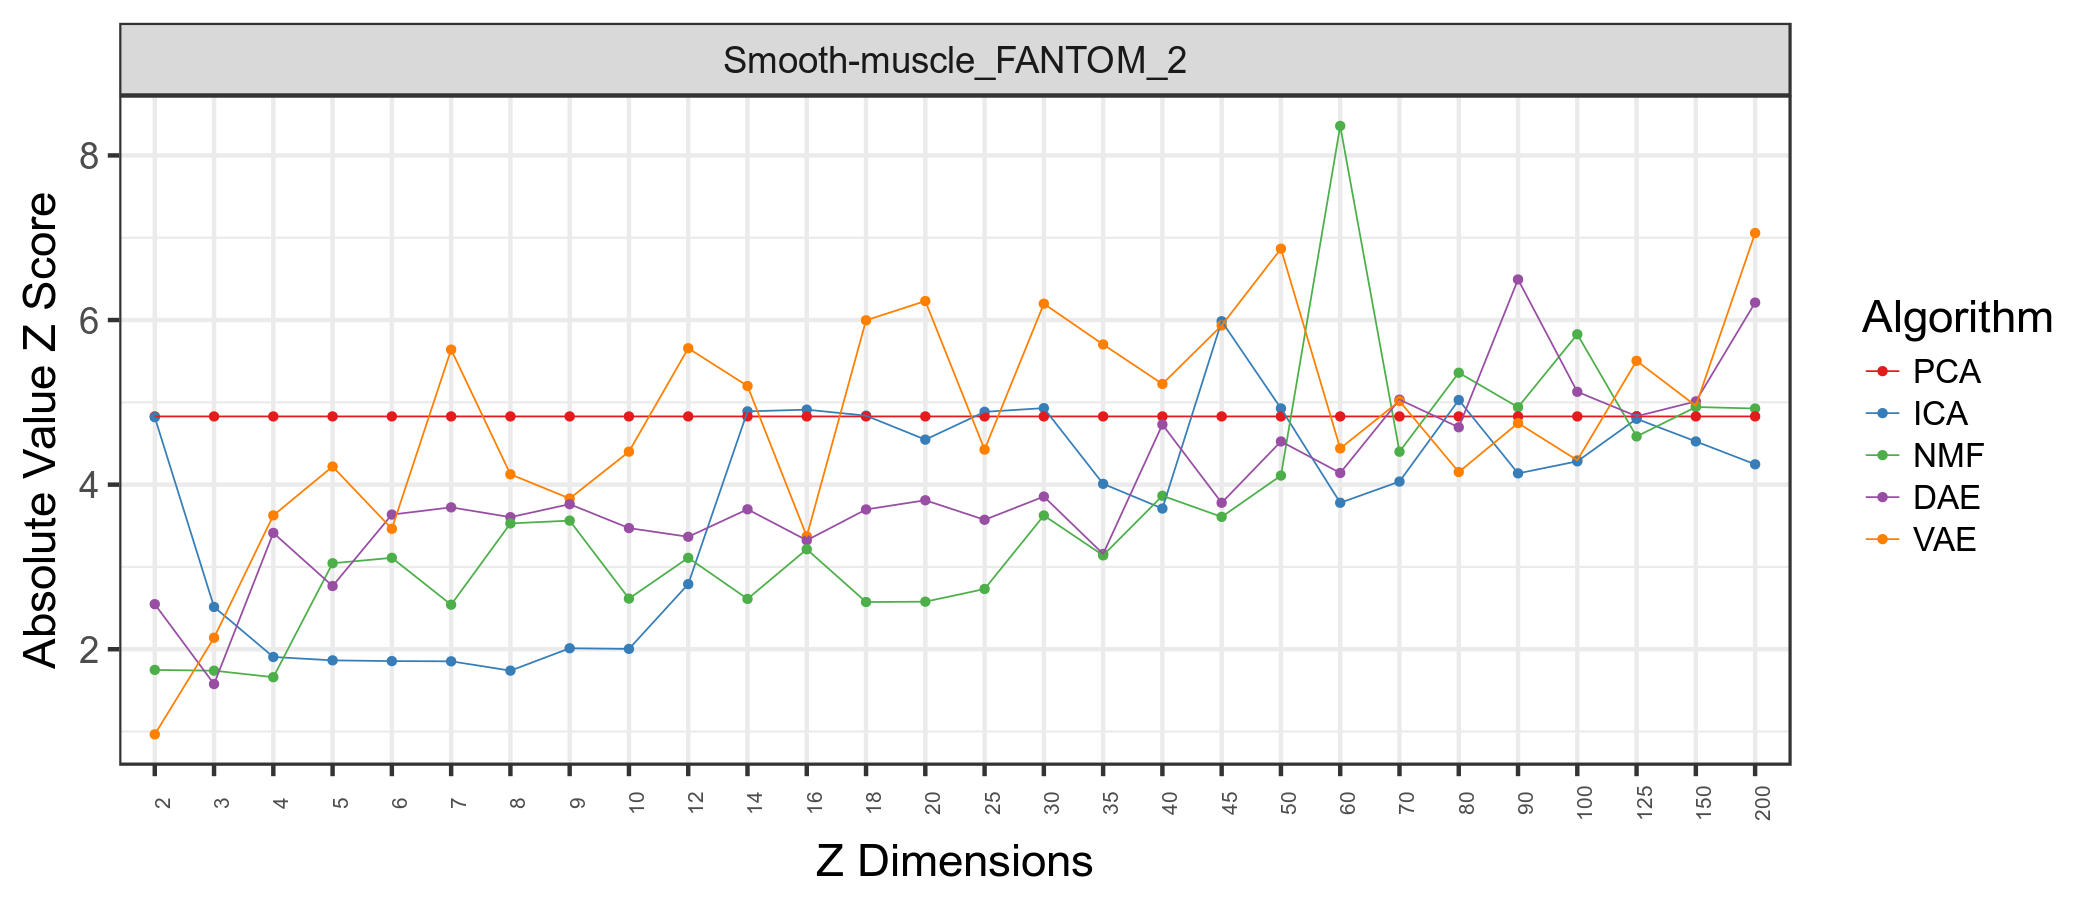 Smooth-muscle_FANTOM_2
Absolute Value Z Score
8
6
4
2
2 3 4 5 6 7 8 9 10 12 14 16 18 20 25 30 35 40 45 50 60 70 80 90 100 125 150 200
Z Dimensions
Algorithm
PCA
ICA
NMF
DAE
VAE